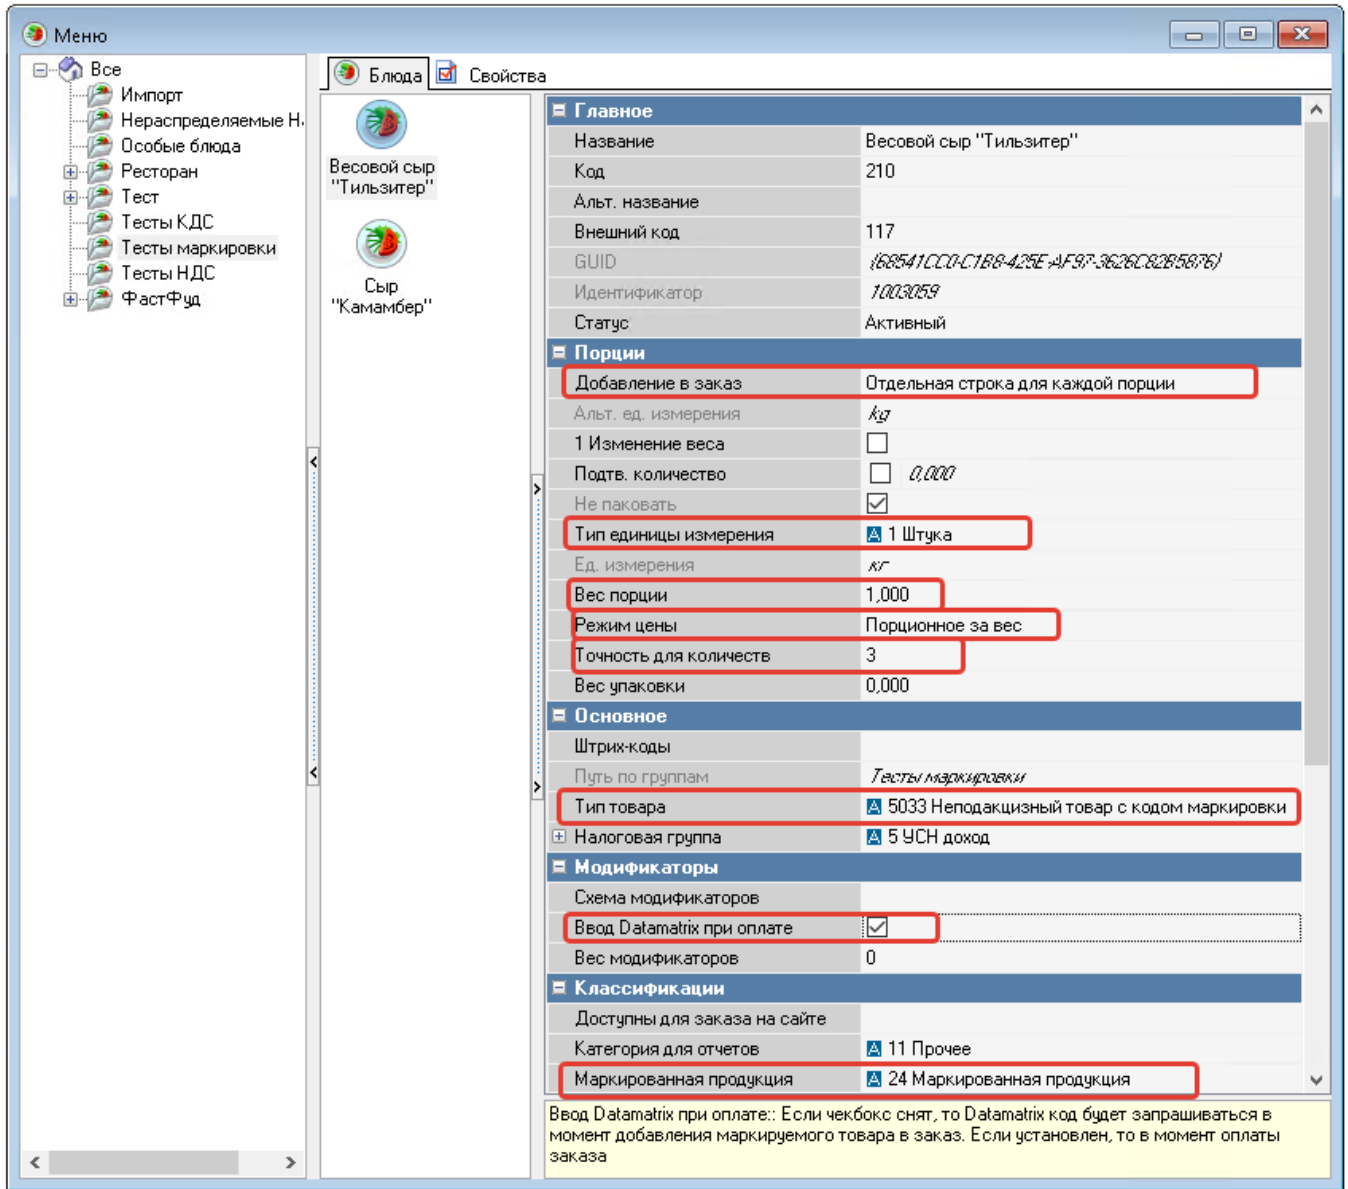 Меню
Все
Импорт
Нераспределяемые Н
Особые блюда
Ресторан
Тест
Тесты КДС
Тесты маркировки
Тесты НДС
ФастФуд
Блюда Свойства
Весовой сыр
"Тильзитер"
Сыр
"Камамбер"
Главное
Название Весовой сыр "Тильзитер"
Код 210
Альт. название
Внешний код 117
GUID
Идентификатор 1003059
Статус Активный
Порции
Добавление в заказ Отдельная строка для каждой порции
Альт. ед. измерения kg
1 Изменение веса
Подтв. количество 0,000
Не паковать
Тип единицы измерения A 1 Штука
Ед. измерения кг
Вес порции 1,000
Режим цены Порционное за вес
Точность для количеств 3
Вес упаковки 0,000
Основное
Штрих-коды
Путь по группам Тесты маркировки
Тип товара A 5033 Неподакцизный товар с кодом маркировки
Налоговая группа A 5 УСН доход
Модификаторы
Схема модификаторов
Ввод Datamatrix при оплате
Вес модификаторов 0
Классификации
Доступны для заказа на сайте
Категория для отчетов A 11 Прочее
Маркированная продукция A 24 Маркированная продукция
Ввод Datamatrix при оплате:: Если чекбокс снят, то Datamatrix код будет запрашиваться в
момент добавления маркируемого товара в заказ. Если установлен, то в момент оплаты
заказа